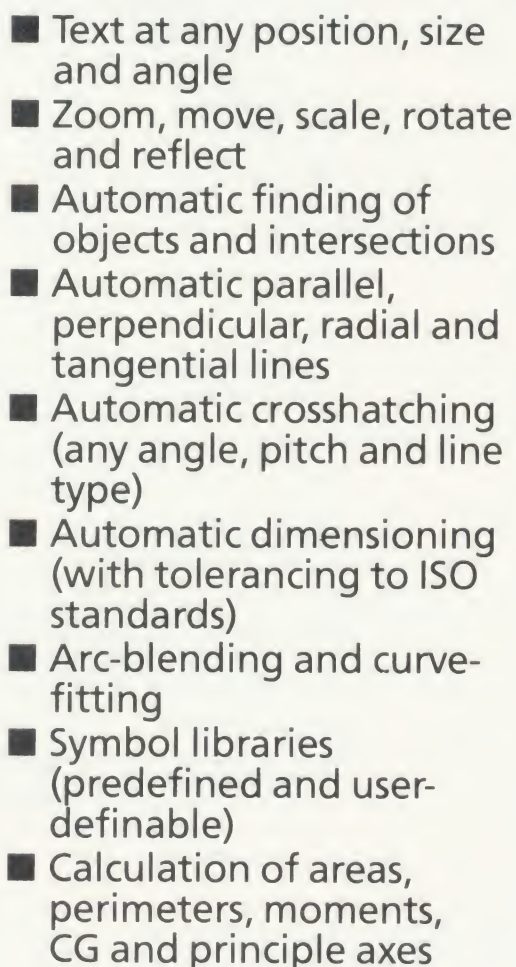 ■ Text at any position, size
and angle
■ Zoom, move, scale, rotate
and reflect
■ Automatic finding of
objects and intersections
■ Automatic parallel,
perpendicular, radial and
tangential lines
■ Automatic crosshatching
(any angle, pitch and line
type)
■ Automatic dimensioning
(with tolerancing to ISO
standards)
■ Arc-blending and curve-
fitting
■ Symbol libraries
(predefined and user-
definable)
■ Calculation of areas,
perimeters, moments,
CG and principle axes